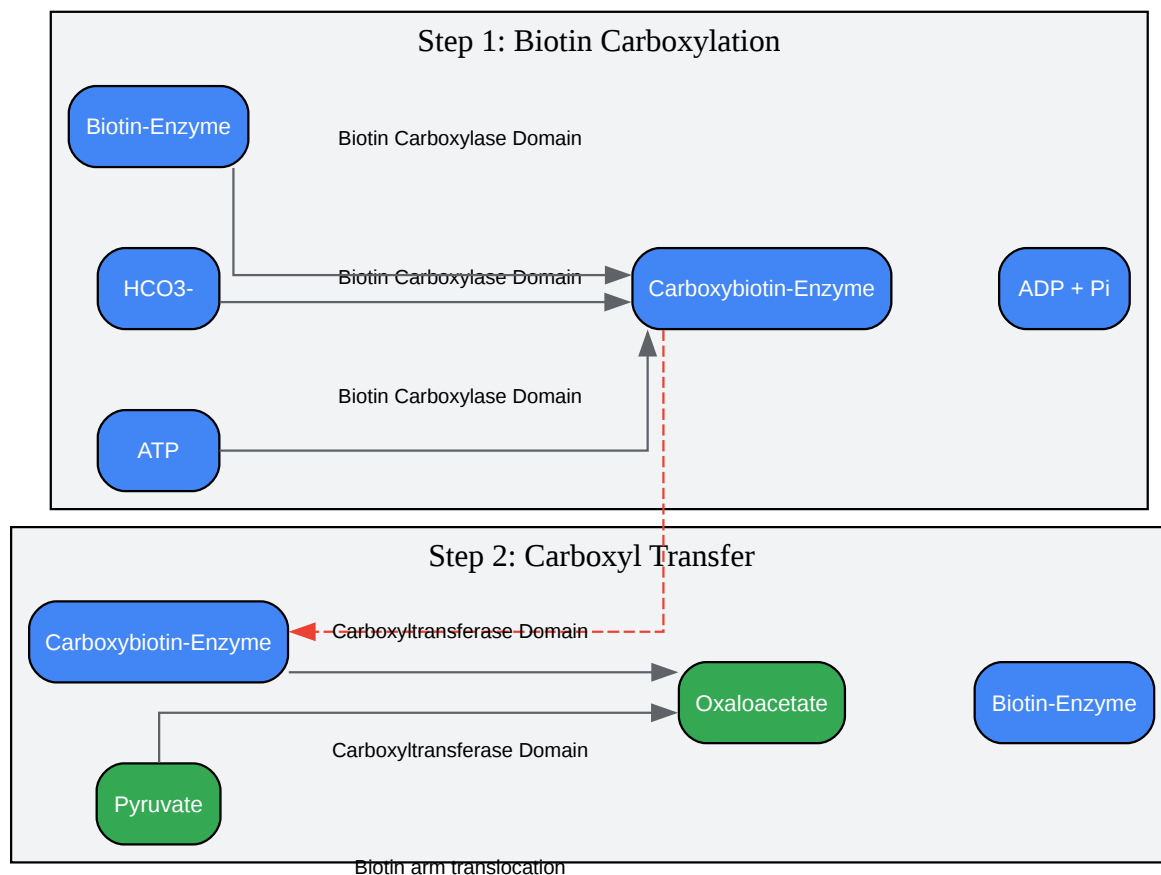 Step 1: Biotin Carboxylation
Biotin-Enzyme
Biotin Carboxylase Domain
HCO3-
Biotin Carboxylase Domain
Carboxybiotin-Enzyme
ADP + Pi
Biotin Carboxylase Domain
ATP
Step 2: Carboxyl Transfer
Carboxybiotin-Enzyme
Carboxyltransferase Domain
Oxaloacetate
Biotin-Enzyme
Carboxyltransferase Domain
Pyruvate
Biotin arm translocation